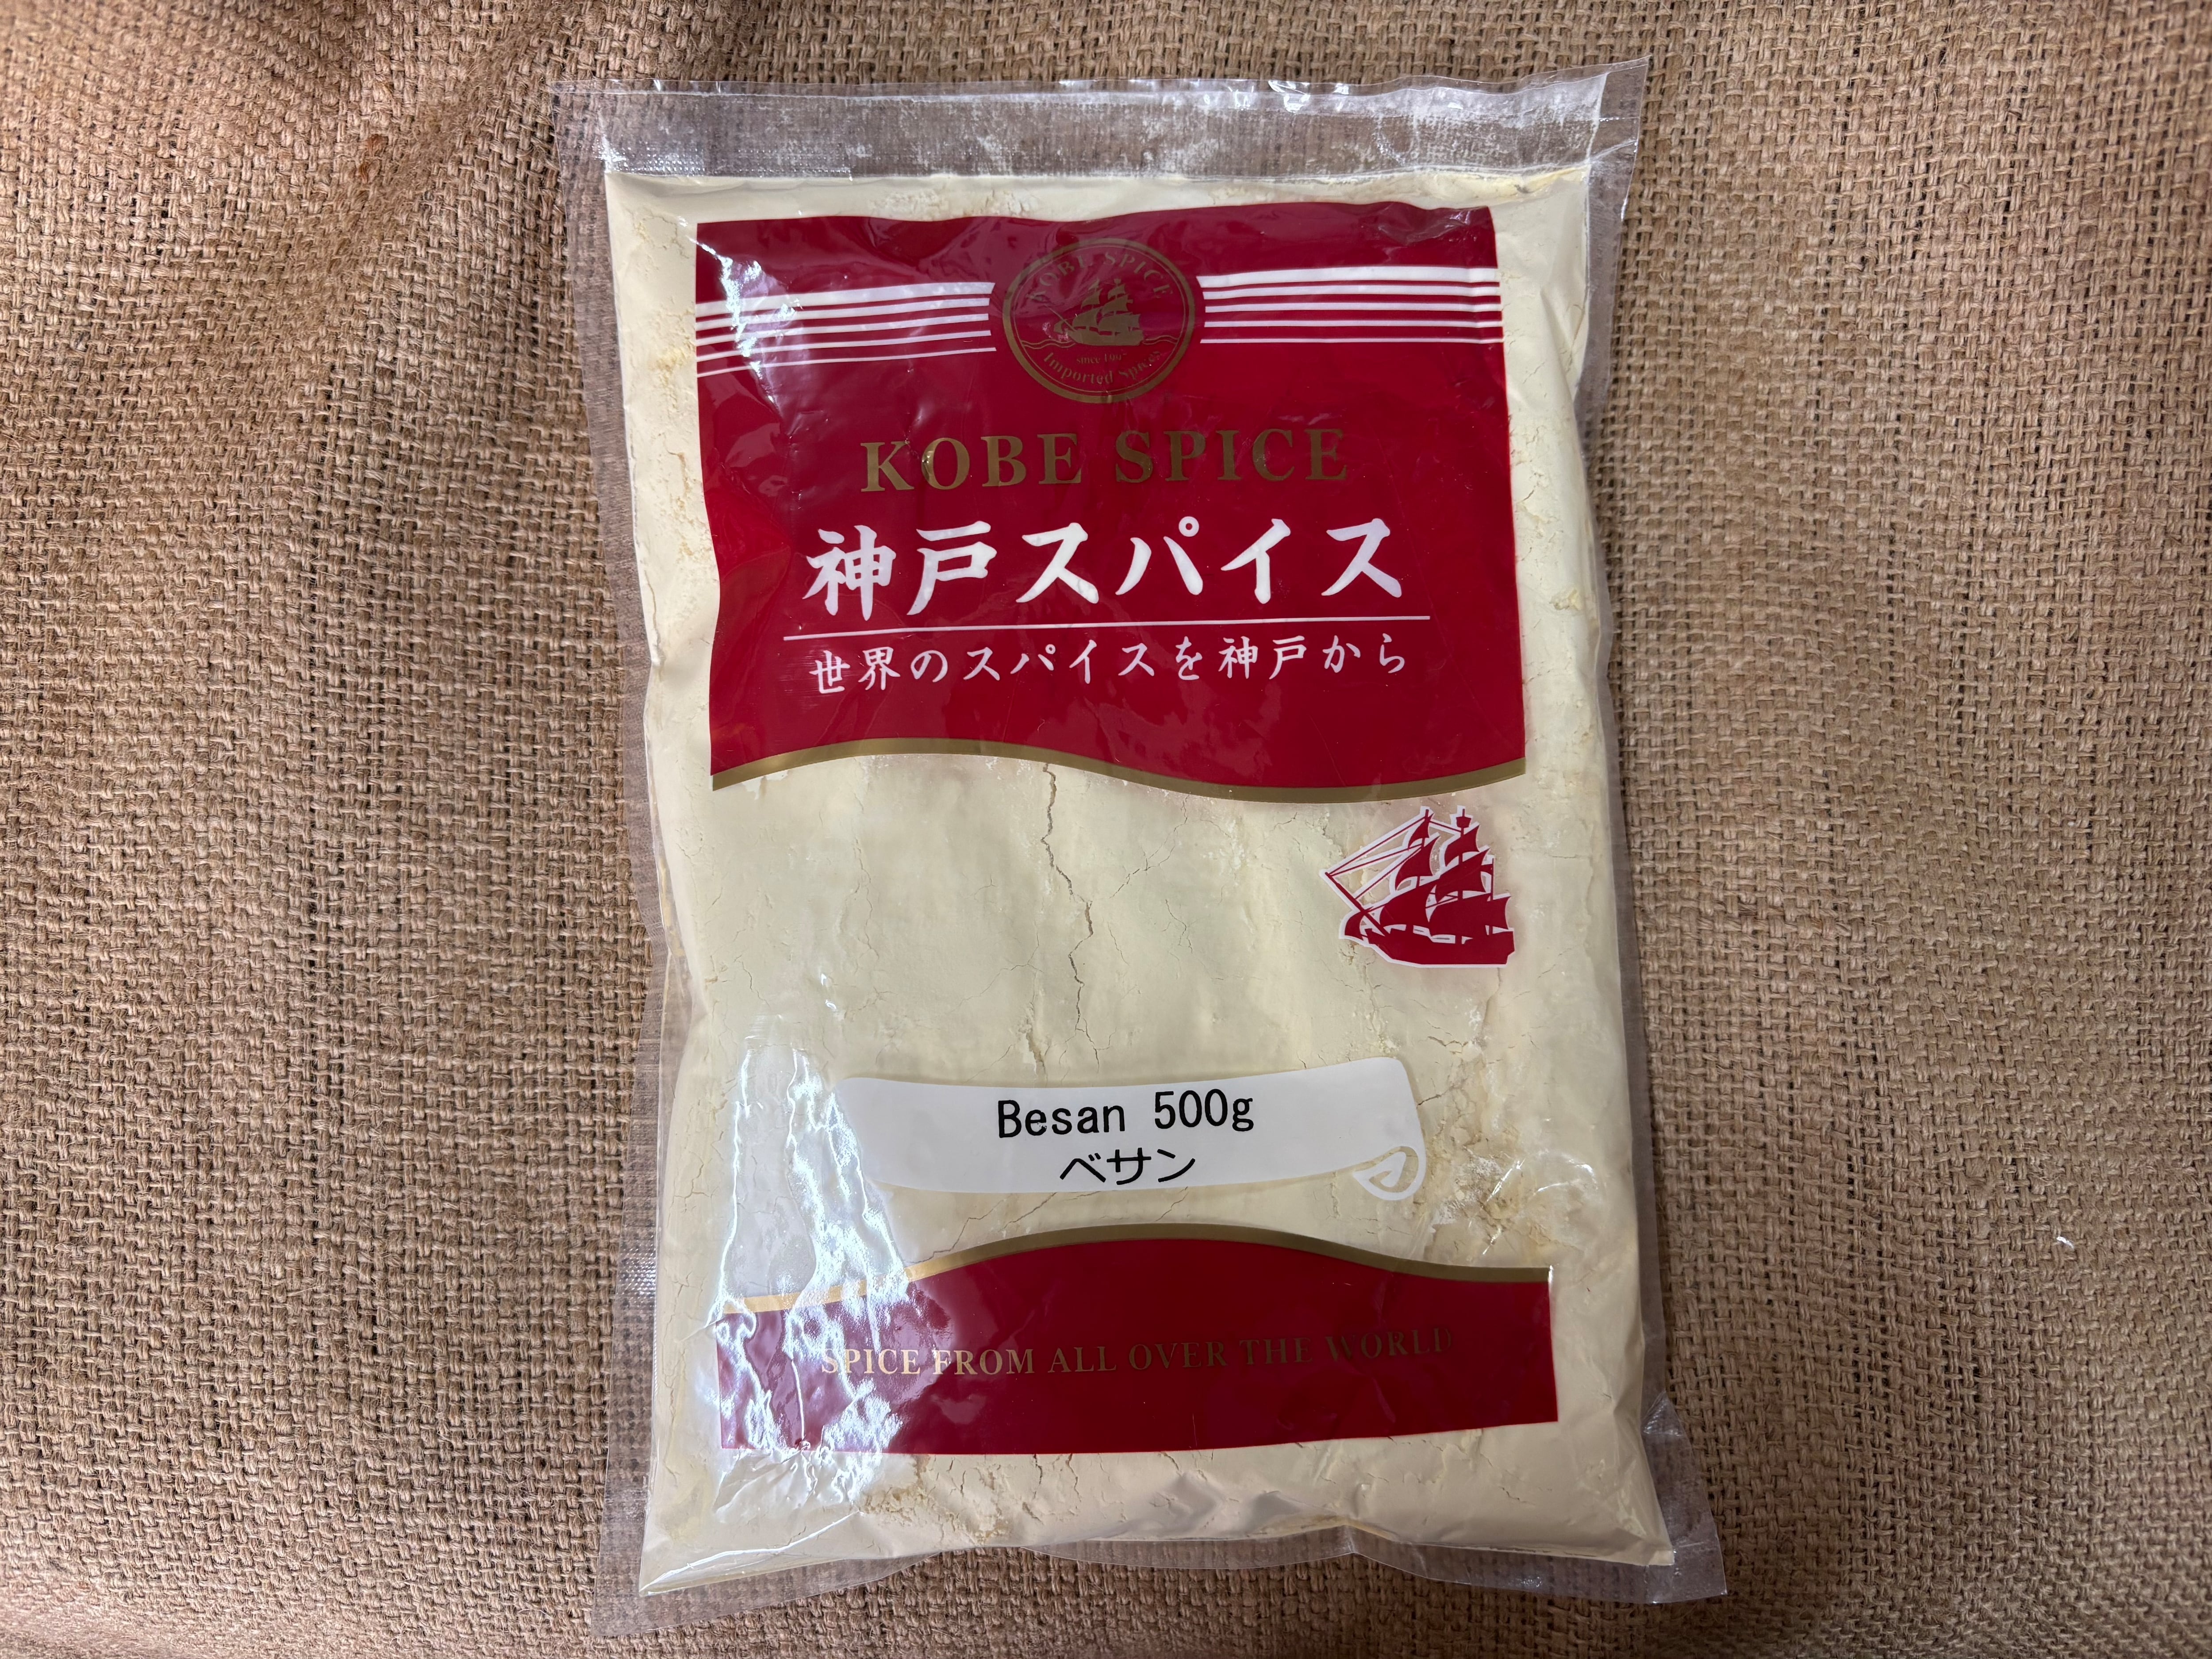 KOBE SPICE
Imported Spices
KOBE SPICE
神戸スパイス
世界のスパイスを神戸から
Besan 500g
ベサン
SPICE FROM ALL OVER THE WORLD